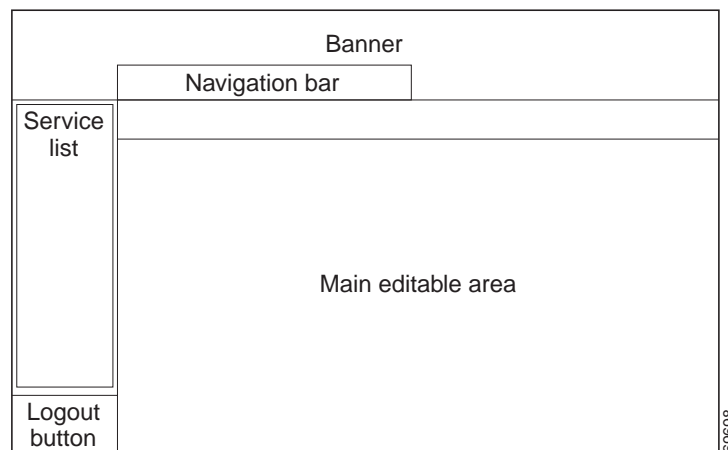 Banner
Navigation bar
Service
list
Main editable area
Logout
button